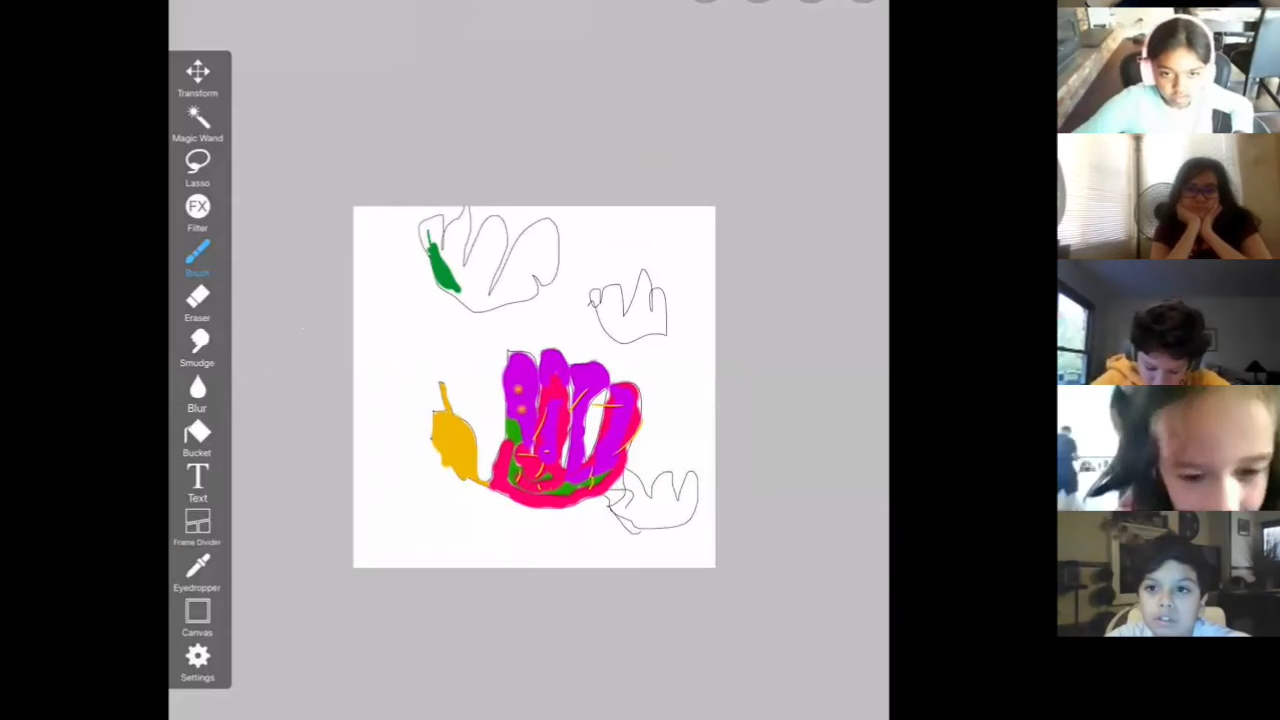 Transform
Magic Wand
Lasso
FX
Filter
Brush
Eraser
Smudge
Blur
Bucket
T
Text
Frame Divider
Eyedropper
Canvas
Settings